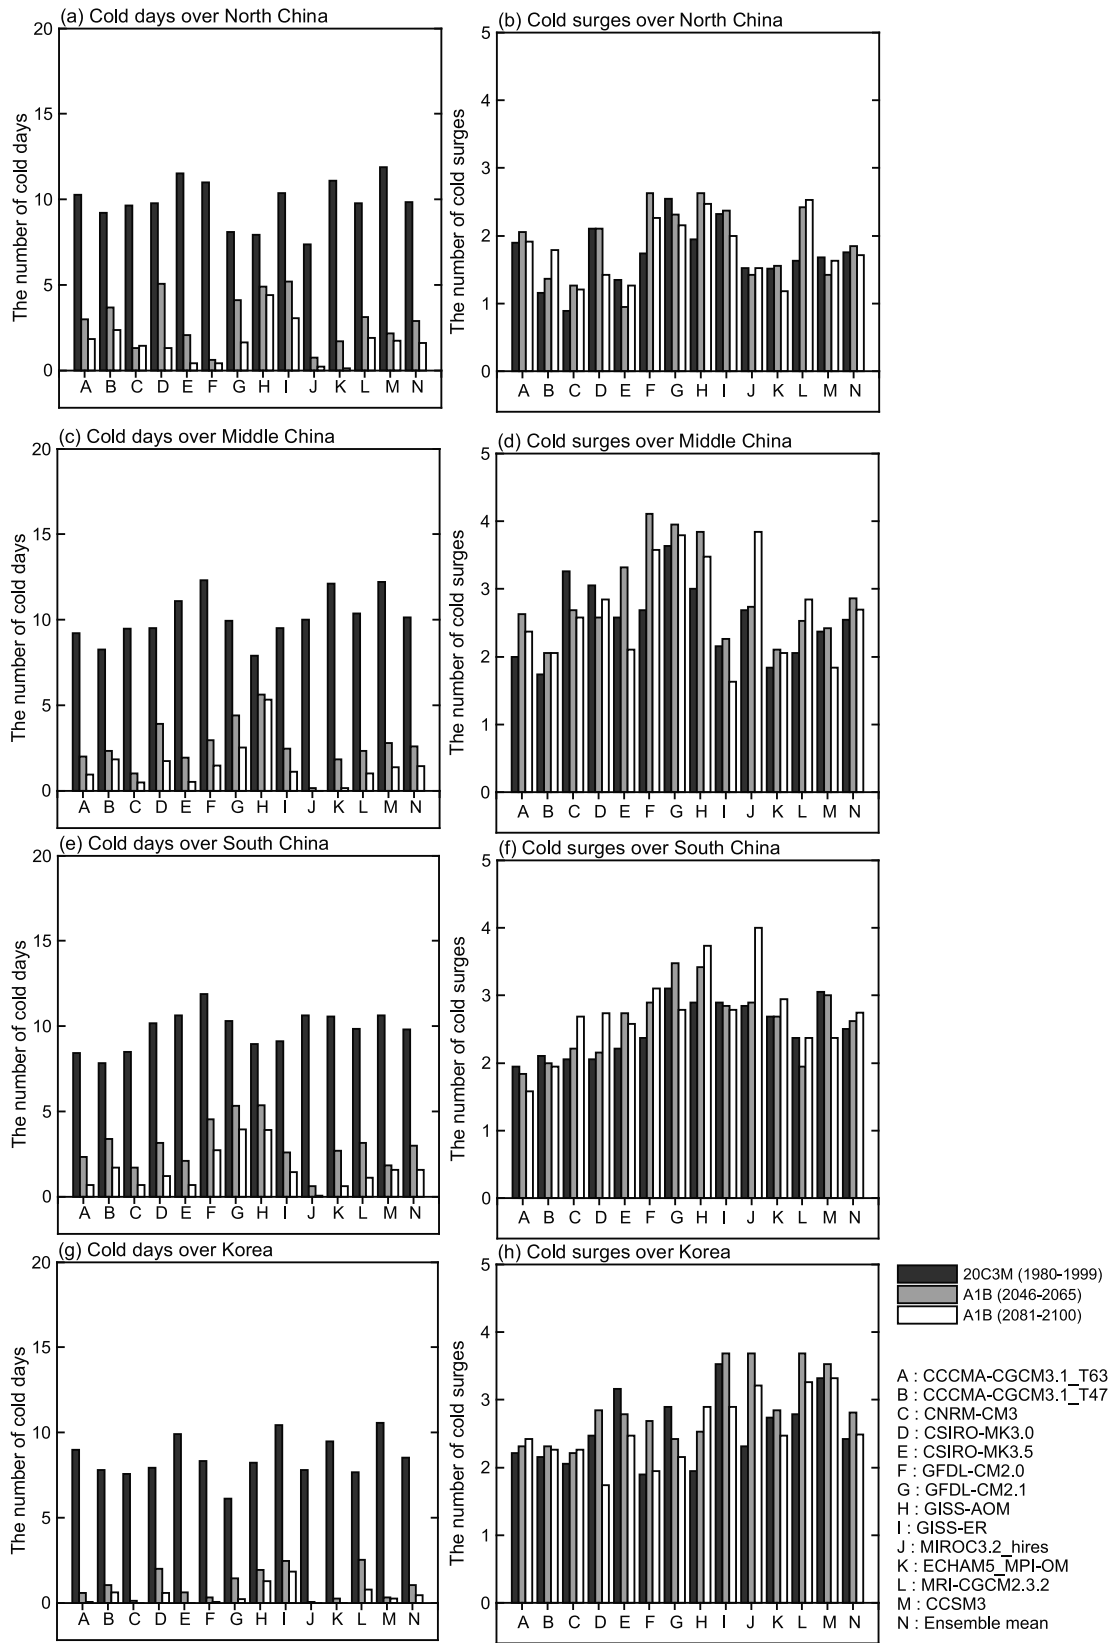 (a) Cold days over North China
The number of cold days
20
15
10
5
0
A B C D E F G H I J K L M N
(b) Cold surges over North China
The number of cold surges
5
4
3
2
1
0
A B C D E F G H I J K L M N
(c) Cold days over Middle China
The number of cold days
20
15
10
5
0
A B C D E F G H I J K L M N
(d) Cold surges over Middle China
The number of cold surges
5
4
3
2
1
0
A B C D E F G H I J K L M N
(e) Cold days over South China
The number of cold days
20
15
10
5
0
A B C D E F G H I J K L M N
(f) Cold surges over South China
The number of cold surges
5
4
3
2
1
0
A B C D E F G H I J K L M N
(g) Cold days over Korea
The number of cold days
20
15
10
5
0
A B C D E F G H I J K L M N
(h) Cold surges over Korea
The number of cold surges
5
4
3
2
1
0
A B C D E F G H I J K L M N
20C3M (1980-1999)
A1B (2046-2065)
A1B (2081-2100)
A : CCCMA-CGCM3.1_T63
B : CCCMA-CGCM3.1_T47
C : CNRM-CM3
D : CSIRO-MK3.0
E : CSIRO-MK3.5
F : GFDL-CM2.0
G : GFDL-CM2.1
H : GISS-AOM
I : GISS-ER
J : MIROC3.2_hires
K : ECHAM5_MPI-OM
L : MRI-CGCM2.3.2
M : CCSM3
N : Ensemble mean